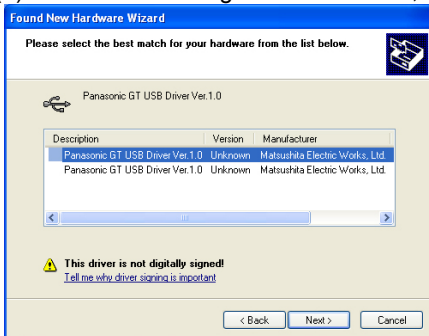 Found New Hardware Wizard
Please select the best match for your hardware from the list below.
Panasonic GT USB Driver Ver.1.0
Description Version Manufacturer
Panasonic GT USB Driver Ver.1.0 Unknown Matsushita Electric Works, Ltd.
Panasonic GT USB Driver Ver.1.0 Unknown Matsushita Electric Works, Ltd.
This driver is not digitally signed!
Tell me why driver signing is important
< Back Next > Cancel